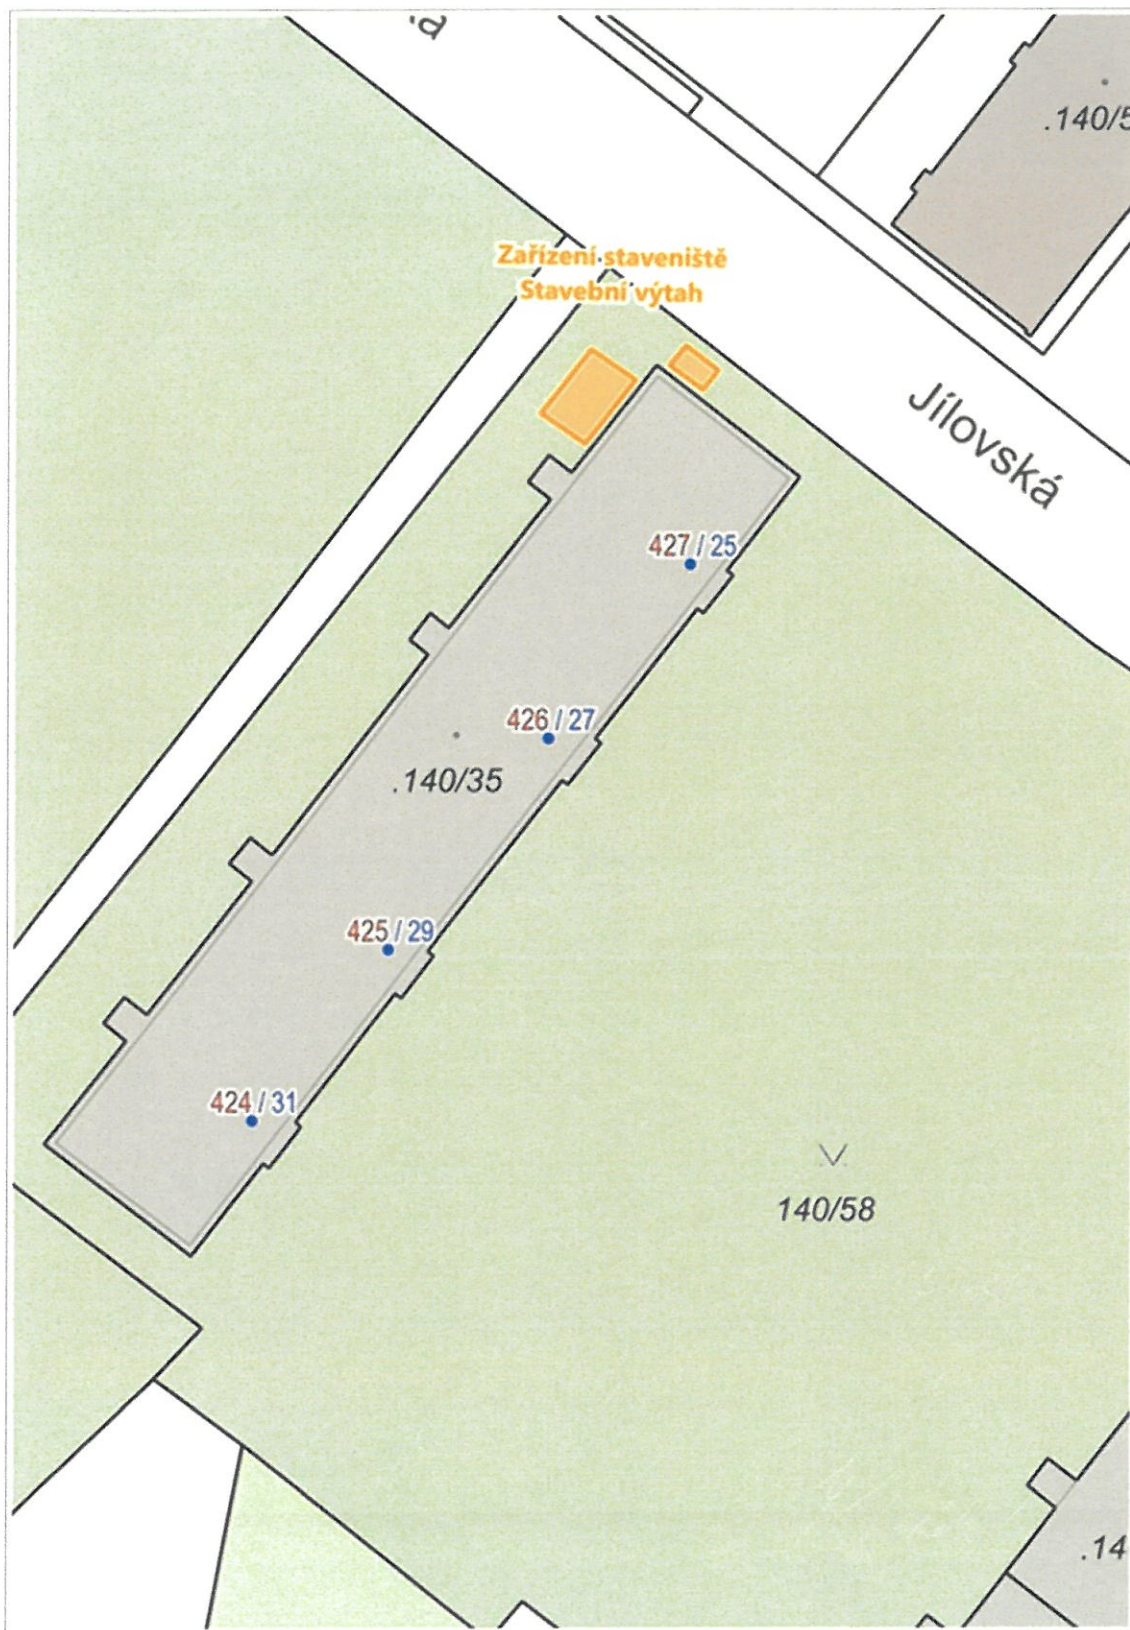 .140/5
Zařízení staveniště
Stavební výtah
Jílovská
427 / 25
426 / 27
.140/35
425 / 29
424 / 31
140/58
.14